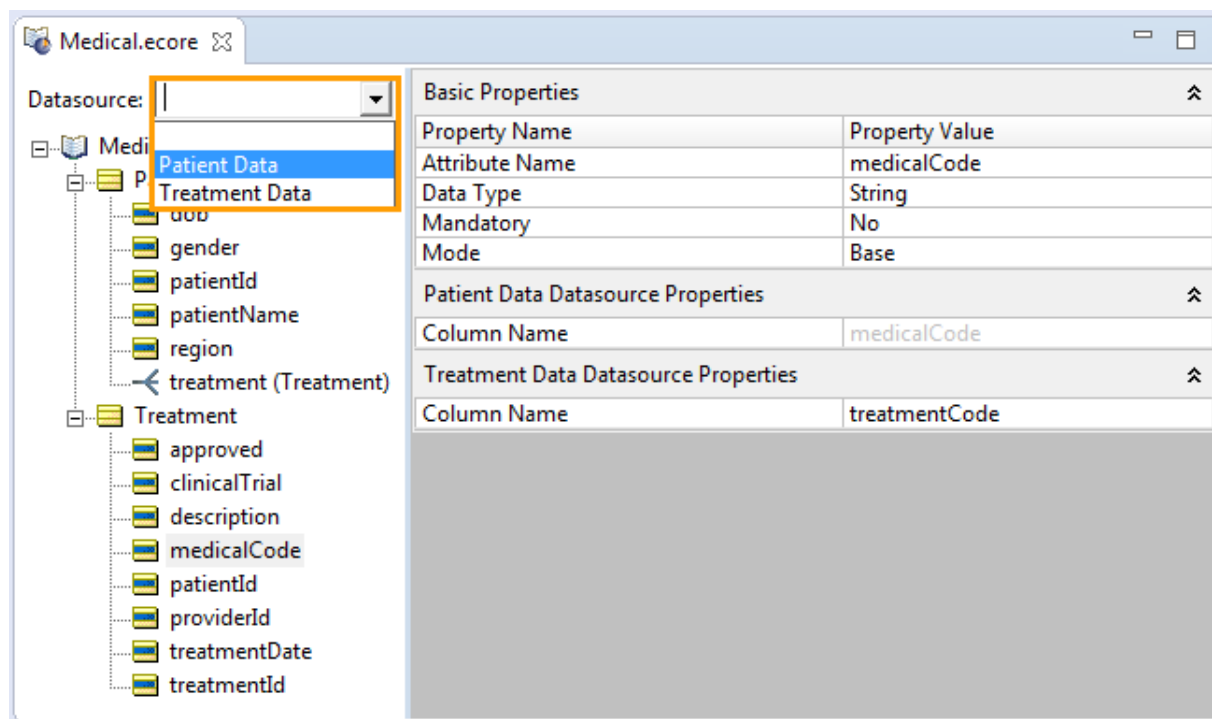 Medical.ecore
Datasource:
Patient Data
Treatment Data
Medi
P
dob
gender
patientId
patientName
region
treatment (Treatment)
Treatment
approved
clinicalTrial
description
medicalCode
patientId
providerId
treatmentDate
treatmentId
Basic Properties
Property Name Property Value
Attribute Name medicalCode
Data Type String
Mandatory No
Mode Base
Patient Data Datasource Properties
Column Name medicalCode
Treatment Data Datasource Properties
Column Name treatmentCode